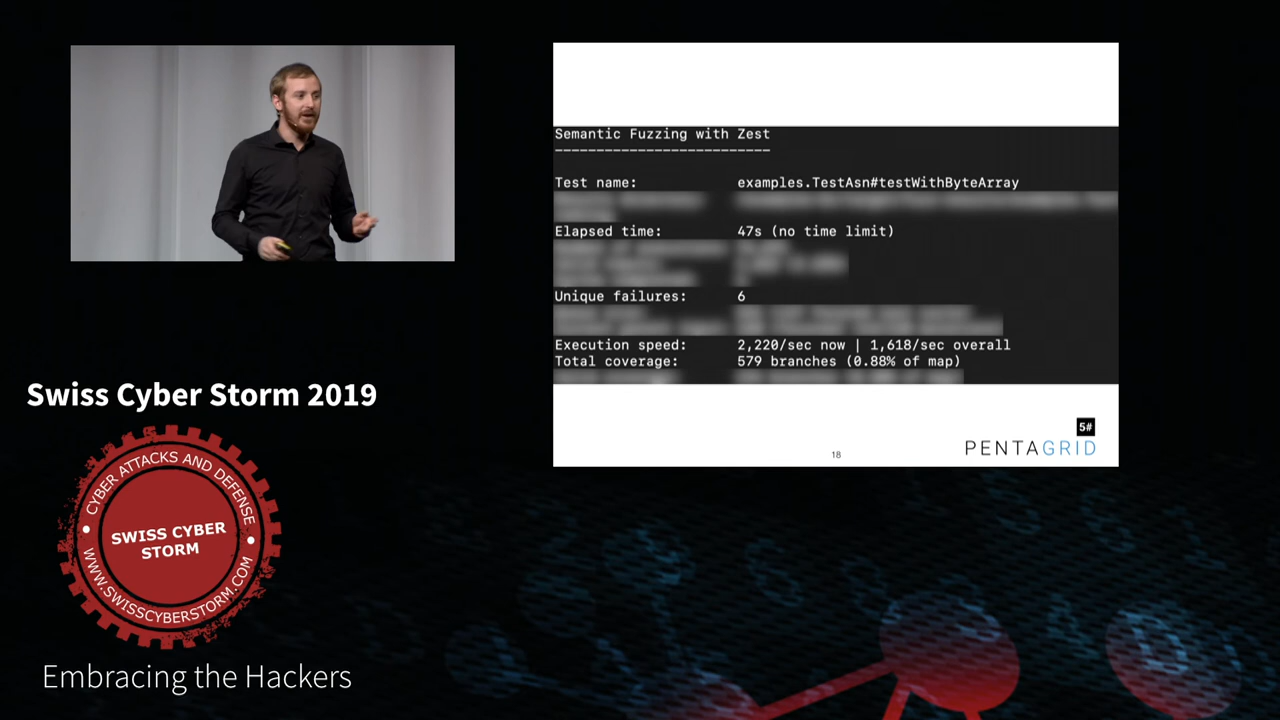 Semantic Fuzzing with Zest
--------------------------
Test name: examples.TestAsn#testWithByteArray
Elapsed time: 47s (no time limit)
Unique failures: 6
Execution speed: 2,220/sec now | 1,618/sec overall
Total coverage: 579 branches (0.88% of map)
5#
18
PENTAGRID
Swiss Cyber Storm 2019
CYBER ATTACKS AND DEFENSE
SWISS CYBER
STORM
WWW.SWISSCYBERSTORM.COM
Embracing the Hackers